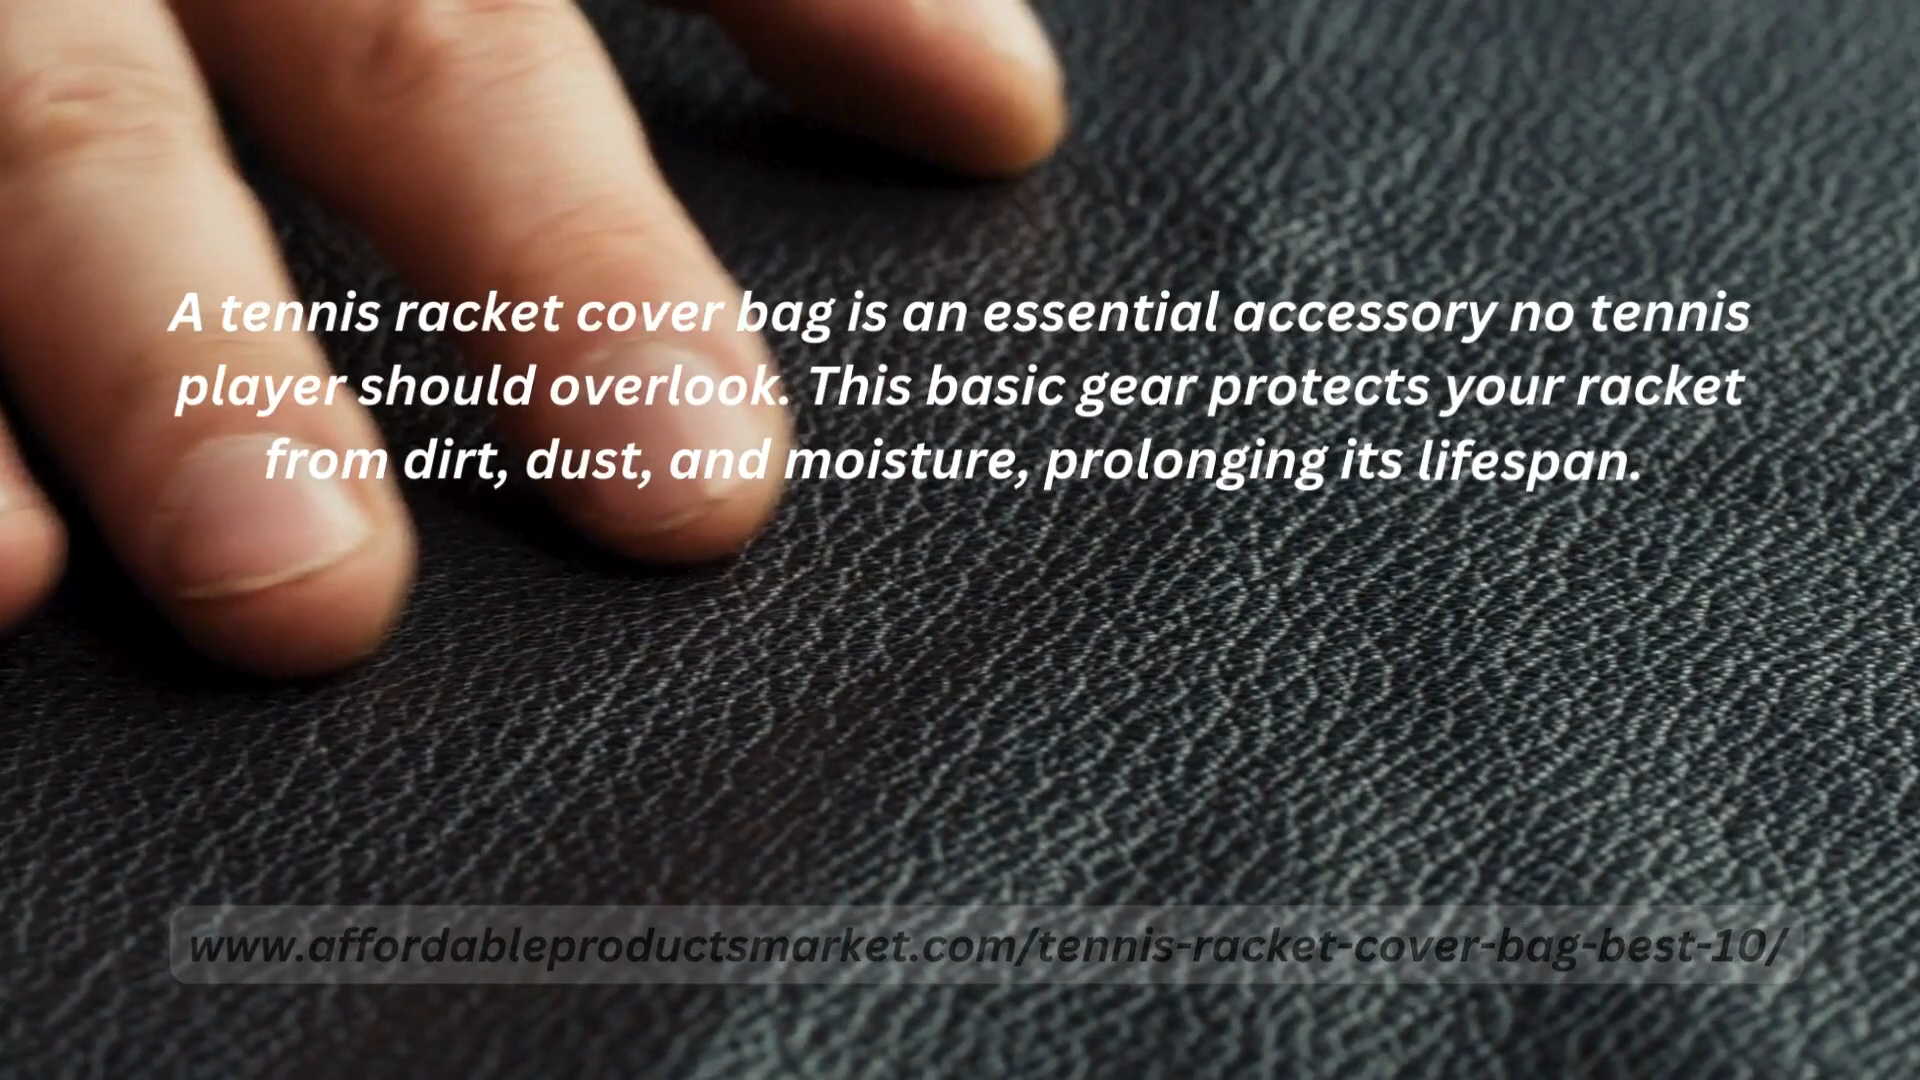 A tennis racket cover bag is an essential accessory no tennis
player should overlook. This basic gear protects your racket
from dirt, dust, and moisture, prolonging its lifespan.
www.affordableproductsmarket.com/tennis-racket-cover-bag-best-10/